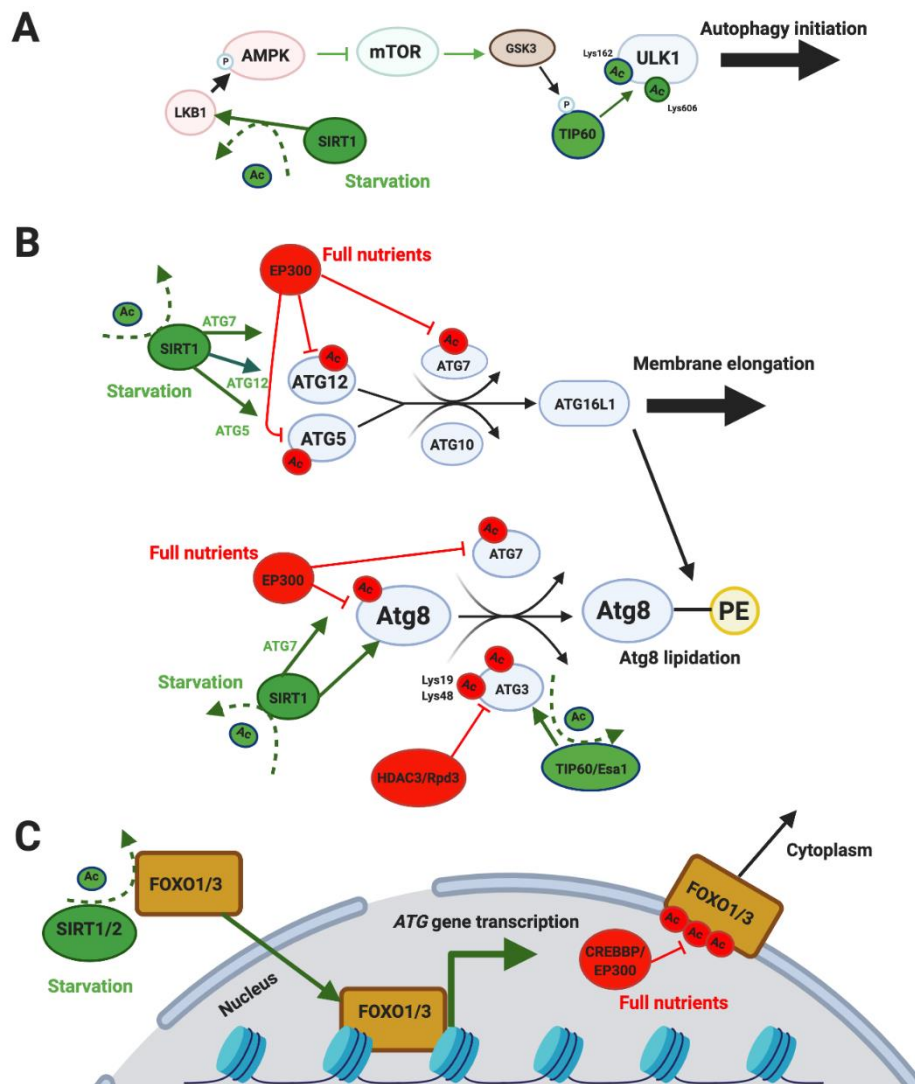 A
AMPK
mTOR
GSK3
Lys162
Ac
ULK1
Autophagy initiation
P
LKB1
P
Ac
Lys606
TIP60
SIRT1
Ac
Starvation
B
Full nutrients
EP300
Ac
ATG7
SIRT1
Starvation
ATG12
ATG5
Ac
ATG12
Ac
ATG5
Ac
ATG7
ATG10
ATG16L1
Membrane elongation
Full nutrients
EP300
Ac
ATG7
Ac
Atg8
Atg8
PE
Atg8 lipidation
ATG7
Starvation
SIRT1
Ac
Lys19
Lys48
Ac
Ac
ATG3
Ac
HDAC3/Rpd3
TIP60/Esa1
C
Ac
FOXO1/3
SIRT1/2
Starvation
Nucleus
ATG gene transcription
FOXO1/3
CREBBP/
EP300
Full nutrients
Ac
Ac
Ac
FOXO1/3
Cytoplasm